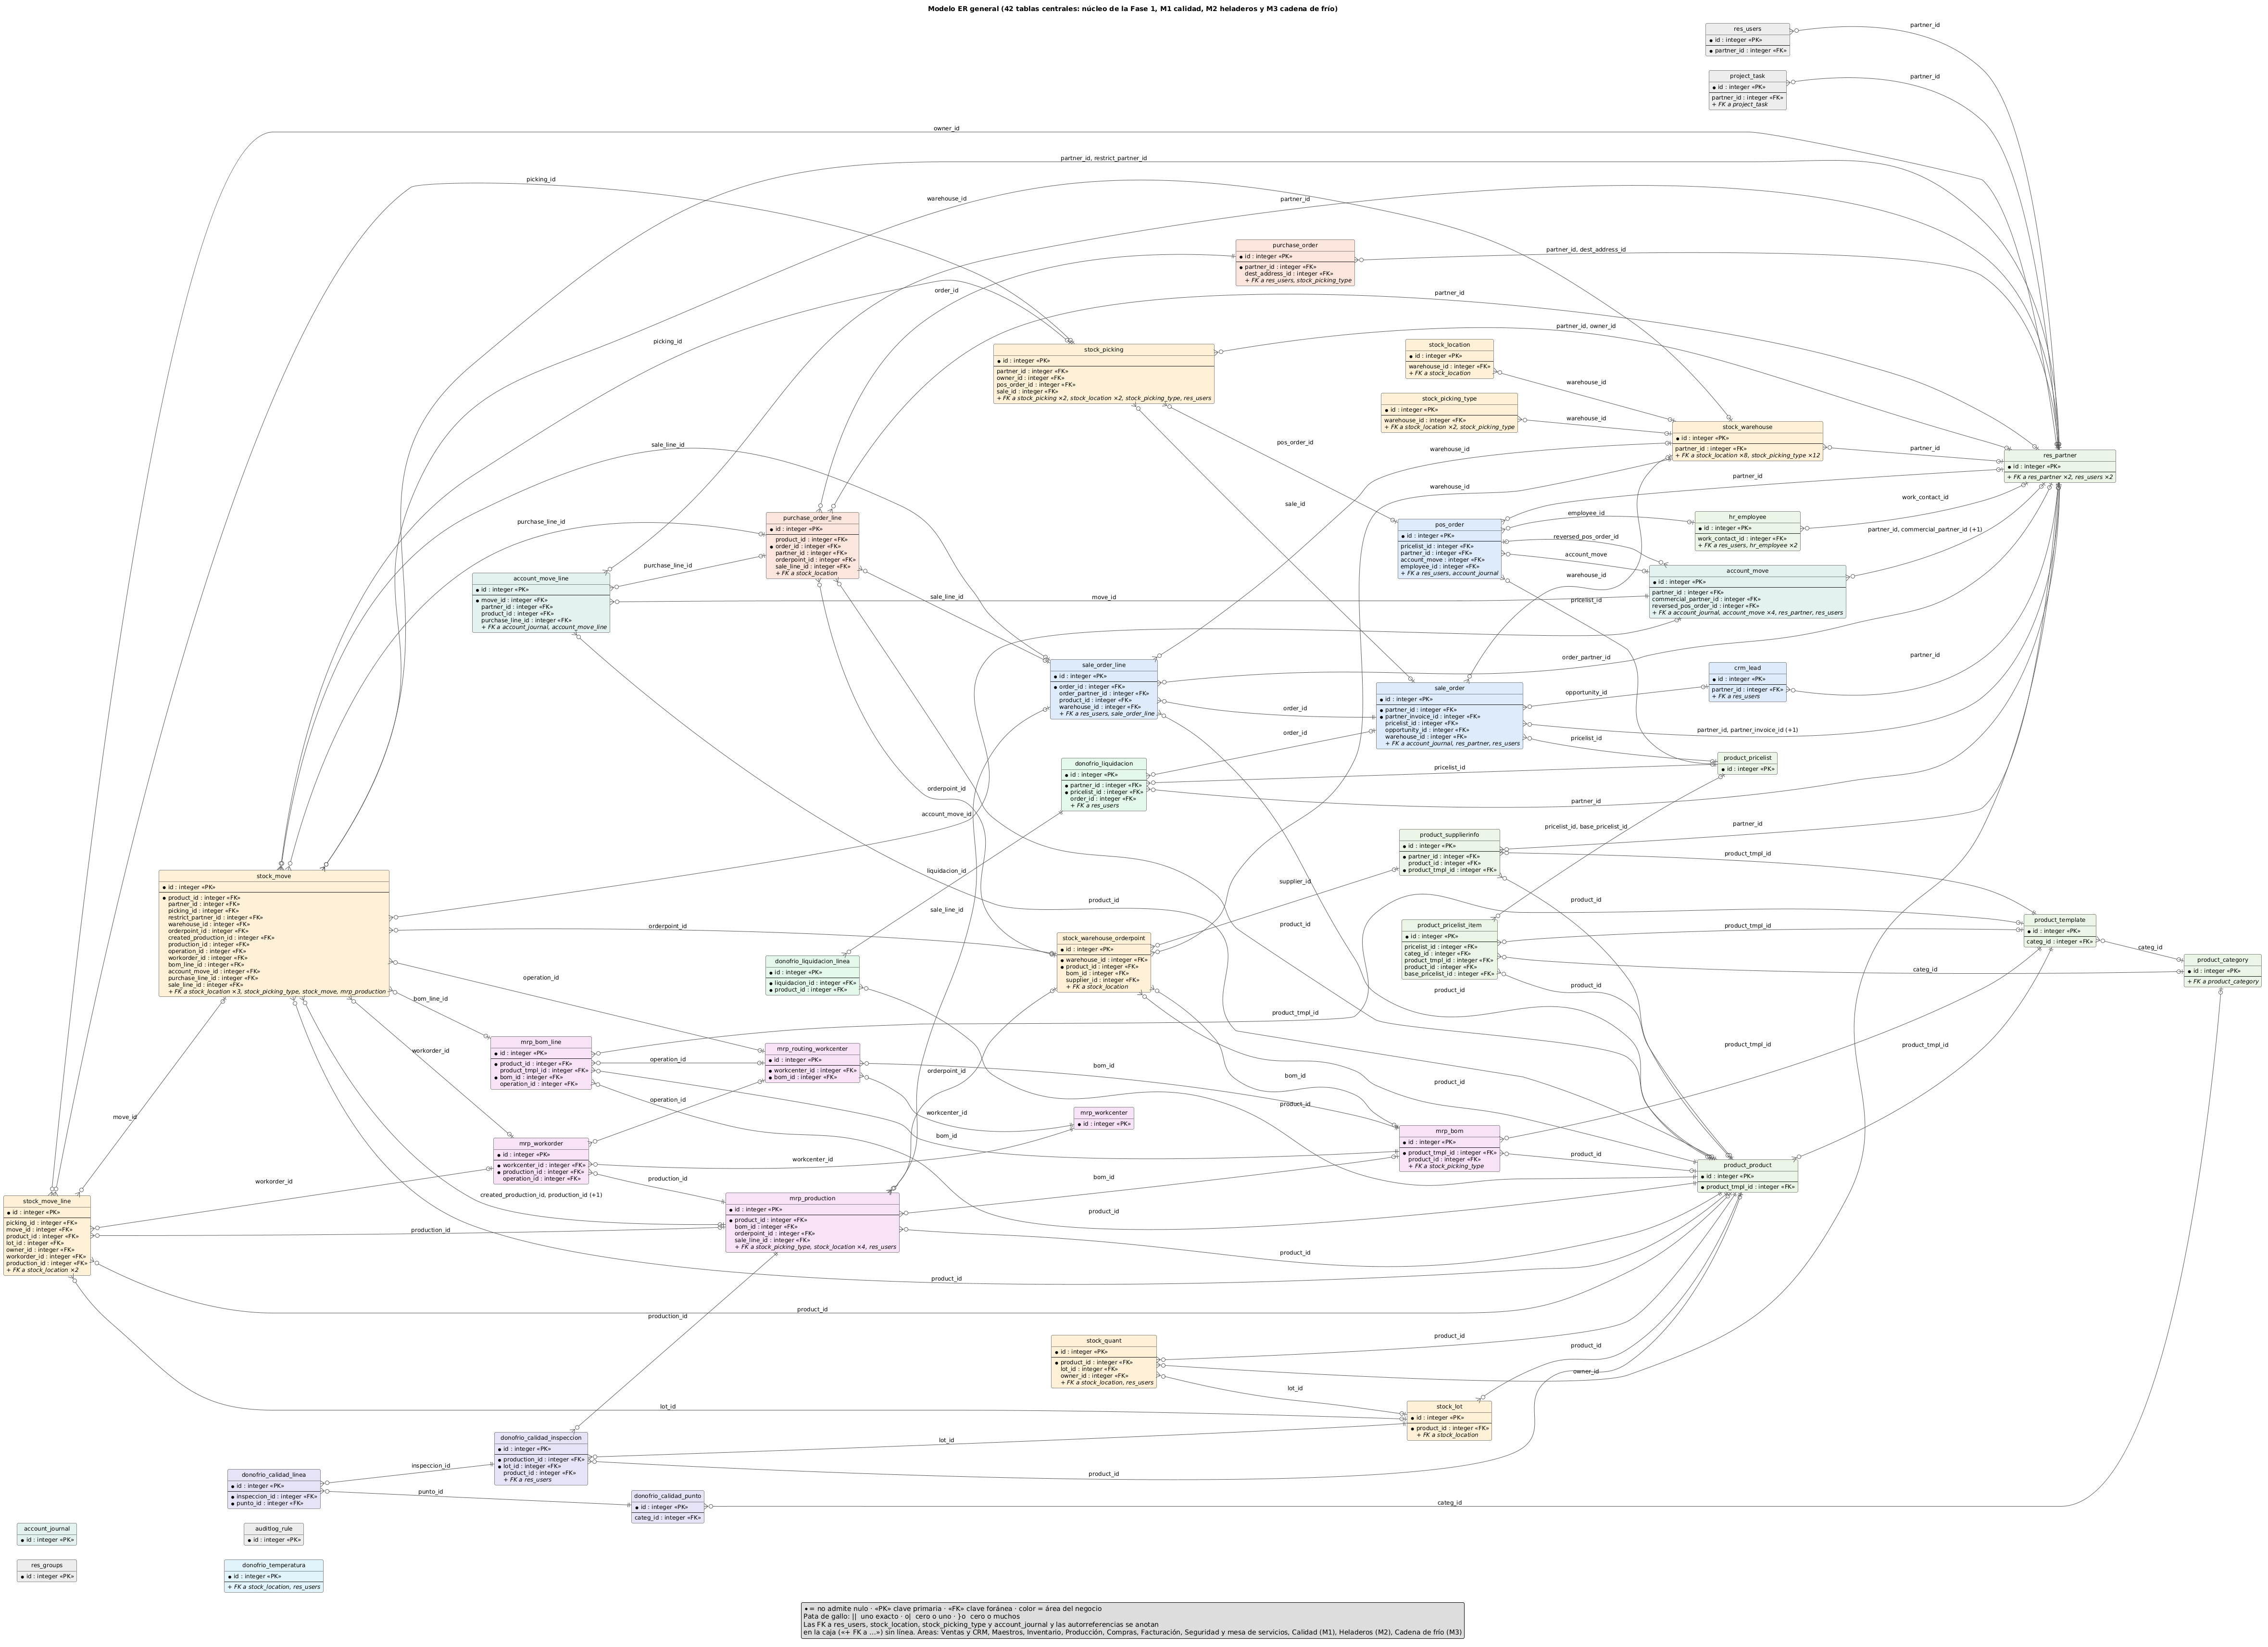 Modelo ER general (42 tablas centrales: núcleo de la Fase 1, M1 calidad, M2 heladeros y M3 cadena de frío)
res_users
id : integer «PK»
partner_id : integer «FK»
partner_id
project_task
id : integer «PK»
partner_id : integer «FK»
+ FK a project_task
partner_id
owner_id
partner_id, restrict_partner_id
picking_id
warehouse_id
partner_id
purchase_order
id : integer «PK»
partner_id : integer «FK»
dest_address_id : integer «FK»
+ FK a res_users, stock_picking_type
partner_id, dest_address_id
order_id
partner_id
picking_id
stock_picking
id : integer «PK»
partner_id : integer «FK»
owner_id : integer «FK»
pos_order_id : integer «FK»
sale_id : integer «FK»
+ FK a stock_picking ×2, stock_location ×2, stock_picking_type, res_users
partner_id, owner_id
stock_location
id : integer «PK»
warehouse_id : integer «FK»
+ FK a stock_location
warehouse_id
stock_picking_type
id : integer «PK»
warehouse_id : integer «FK»
+ FK a stock_location ×2, stock_picking_type
warehouse_id
stock_warehouse
id : integer «PK»
partner_id : integer «FK»
+ FK a stock_location ×8, stock_picking_type ×12
partner_id
res_partner
id : integer «PK»
+ FK a res_partner ×2, res_users ×2
sale_line_id
pos_order_id
warehouse_id
partner_id
warehouse_id
sale_id
purchase_line_id
purchase_order_line
id : integer «PK»
product_id : integer «FK»
order_id : integer «FK»
partner_id : integer «FK»
orderpoint_id : integer «FK»
sale_line_id : integer «FK»
+ FK a stock_location
pos_order
id : integer «PK»
pricelist_id : integer «FK»
partner_id : integer «FK»
account_move : integer «FK»
employee_id : integer «FK»
+ FK a res_users, account_journal
employee_id
hr_employee
id : integer «PK»
work_contact_id : integer «FK»
+ FK a res_users, hr_employee ×2
work_contact_id
reversed_pos_order_id
account_move
partner_id, commercial_partner_id (+1)
account_move
id : integer «PK»
partner_id : integer «FK»
commercial_partner_id : integer «FK»
reversed_pos_order_id : integer «FK»
+ FK a account_journal, account_move ×4, res_partner, res_users
warehouse_id
pricelist_id
purchase_line_id
account_move_line
id : integer «PK»
move_id : integer «FK»
partner_id : integer «FK»
product_id : integer «FK»
purchase_line_id : integer «FK»
+ FK a account_journal, account_move_line
move_id
sale_line_id
sale_order_line
id : integer «PK»
order_id : integer «FK»
order_partner_id : integer «FK»
product_id : integer «FK»
warehouse_id : integer «FK»
+ FK a res_users, sale_order_line
order_partner_id
order_id
sale_order
id : integer «PK»
partner_id : integer «FK»
partner_invoice_id : integer «FK»
pricelist_id : integer «FK»
opportunity_id : integer «FK»
warehouse_id : integer «FK»
+ FK a account_journal, res_partner, res_users
opportunity_id
crm_lead
id : integer «PK»
partner_id : integer «FK»
+ FK a res_users
partner_id
partner_id, partner_invoice_id (+1)
pricelist_id
order_id
product_pricelist
id : integer «PK»
donofrio_liquidacion
id : integer «PK»
partner_id : integer «FK»
pricelist_id : integer «FK»
order_id : integer «FK»
+ FK a res_users
pricelist_id
partner_id
orderpoint_id
account_move_id
pricelist_id, base_pricelist_id
product_supplierinfo
id : integer «PK»
partner_id : integer «FK»
product_id : integer «FK»
product_tmpl_id : integer «FK»
partner_id
product_tmpl_id
liquidacion_id
supplier_id
stock_move
id : integer «PK»
product_id : integer «FK»
partner_id : integer «FK»
picking_id : integer «FK»
restrict_partner_id : integer «FK»
warehouse_id : integer «FK»
orderpoint_id : integer «FK»
created_production_id : integer «FK»
production_id : integer «FK»
operation_id : integer «FK»
workorder_id : integer «FK»
bom_line_id : integer «FK»
account_move_id : integer «FK»
purchase_line_id : integer «FK»
sale_line_id : integer «FK»
+ FK a stock_location ×3, stock_picking_type, stock_move, mrp_production
product_id
product_id
sale_line_id
orderpoint_id
product_id
product_pricelist_item
id : integer «PK»
pricelist_id : integer «FK»
categ_id : integer «FK»
product_tmpl_id : integer «FK»
product_id : integer «FK»
base_pricelist_id : integer «FK»
product_tmpl_id
categ_id
product_id
product_template
id : integer «PK»
categ_id : integer «FK»
categ_id
product_category
id : integer «PK»
+ FK a product_category
stock_warehouse_orderpoint
id : integer «PK»
warehouse_id : integer «FK»
product_id : integer «FK»
bom_id : integer «FK»
supplier_id : integer «FK»
+ FK a stock_location
donofrio_liquidacion_linea
id : integer «PK»
liquidacion_id : integer «FK»
product_id : integer «FK»
operation_id
product_id
bom_line_id
product_tmpl_id
mrp_bom_line
id : integer «PK»
product_id : integer «FK»
product_tmpl_id : integer «FK»
bom_id : integer «FK»
operation_id : integer «FK»
operation_id
mrp_routing_workcenter
id : integer «PK»
workcenter_id : integer «FK»
bom_id : integer «FK»
bom_id
product_tmpl_id
product_tmpl_id
workorder_id
orderpoint_id
bom_id
product_id
operation_id
workcenter_id
product_id
mrp_workcenter
id : integer «PK»
move_id
bom_id
mrp_workorder
id : integer «PK»
workcenter_id : integer «FK»
production_id : integer «FK»
operation_id : integer «FK»
workcenter_id
mrp_bom
id : integer «PK»
product_tmpl_id : integer «FK»
product_id : integer «FK»
+ FK a stock_picking_type
product_id
product_product
id : integer «PK»
product_tmpl_id : integer «FK»
workorder_id
production_id
bom_id
created_production_id, production_id (+1)
mrp_production
id : integer «PK»
product_id : integer «FK»
bom_id : integer «FK»
orderpoint_id : integer «FK»
sale_line_id : integer «FK»
+ FK a stock_picking_type, stock_location ×4, res_users
product_id
product_id
stock_move_line
id : integer «PK»
picking_id : integer «FK»
move_id : integer «FK»
product_id : integer «FK»
lot_id : integer «FK»
owner_id : integer «FK»
workorder_id : integer «FK»
production_id : integer «FK»
+ FK a stock_location ×2
production_id
product_id
product_id
production_id
stock_quant
id : integer «PK»
product_id : integer «FK»
lot_id : integer «FK»
owner_id : integer «FK»
+ FK a stock_location, res_users
product_id
product_id
owner_id
lot_id
lot_id
stock_lot
id : integer «PK»
product_id : integer «FK»
+ FK a stock_location
donofrio_calidad_inspeccion
id : integer «PK»
production_id : integer «FK»
lot_id : integer «FK»
product_id : integer «FK»
+ FK a res_users
lot_id
product_id
donofrio_calidad_linea
id : integer «PK»
inspeccion_id : integer «FK»
punto_id : integer «FK»
inspeccion_id
punto_id
donofrio_calidad_punto
id : integer «PK»
categ_id : integer «FK»
categ_id
account_journal
id : integer «PK»
auditlog_rule
id : integer «PK»
res_groups
id : integer «PK»
donofrio_temperatura
id : integer «PK»
+ FK a stock_location, res_users
• = no admite nulo · «PK» clave primaria · «FK» clave foránea · color = área del negocio
Pata de gallo: || uno exacto · o| cero o uno · }o cero o muchos
Las FK a res_users, stock_location, stock_picking_type y account_journal y las autorreferencias se anotan
en la caja («+ FK a ...») sin línea. Áreas: Ventas y CRM, Maestros, Inventario, Producción, Compras, Facturación, Seguridad y mesa de servicios, Calidad (M1), Heladeros (M2), Cadena de frío (M3)